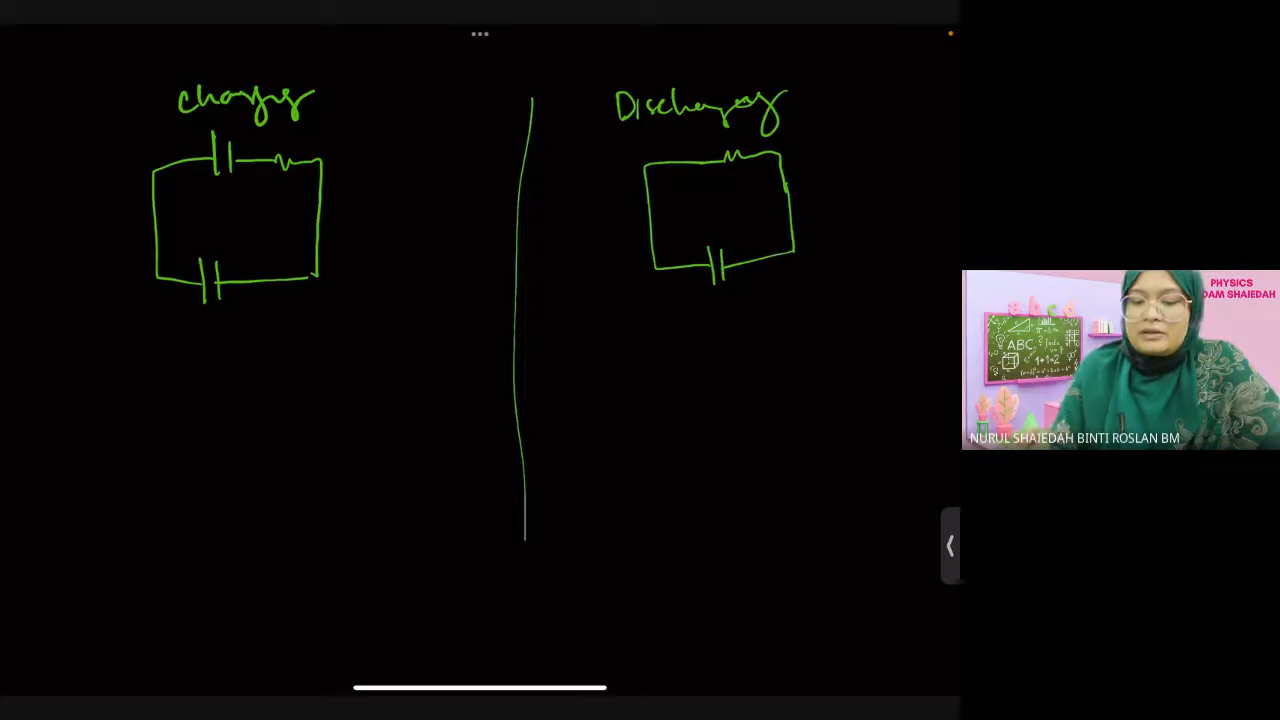 Charging
Discharging
PHYSICS
DAM SHAIEDAH
a b c d
ABC
1+1=2
NURUL SHAIEDAH BINTI ROSLAN BM